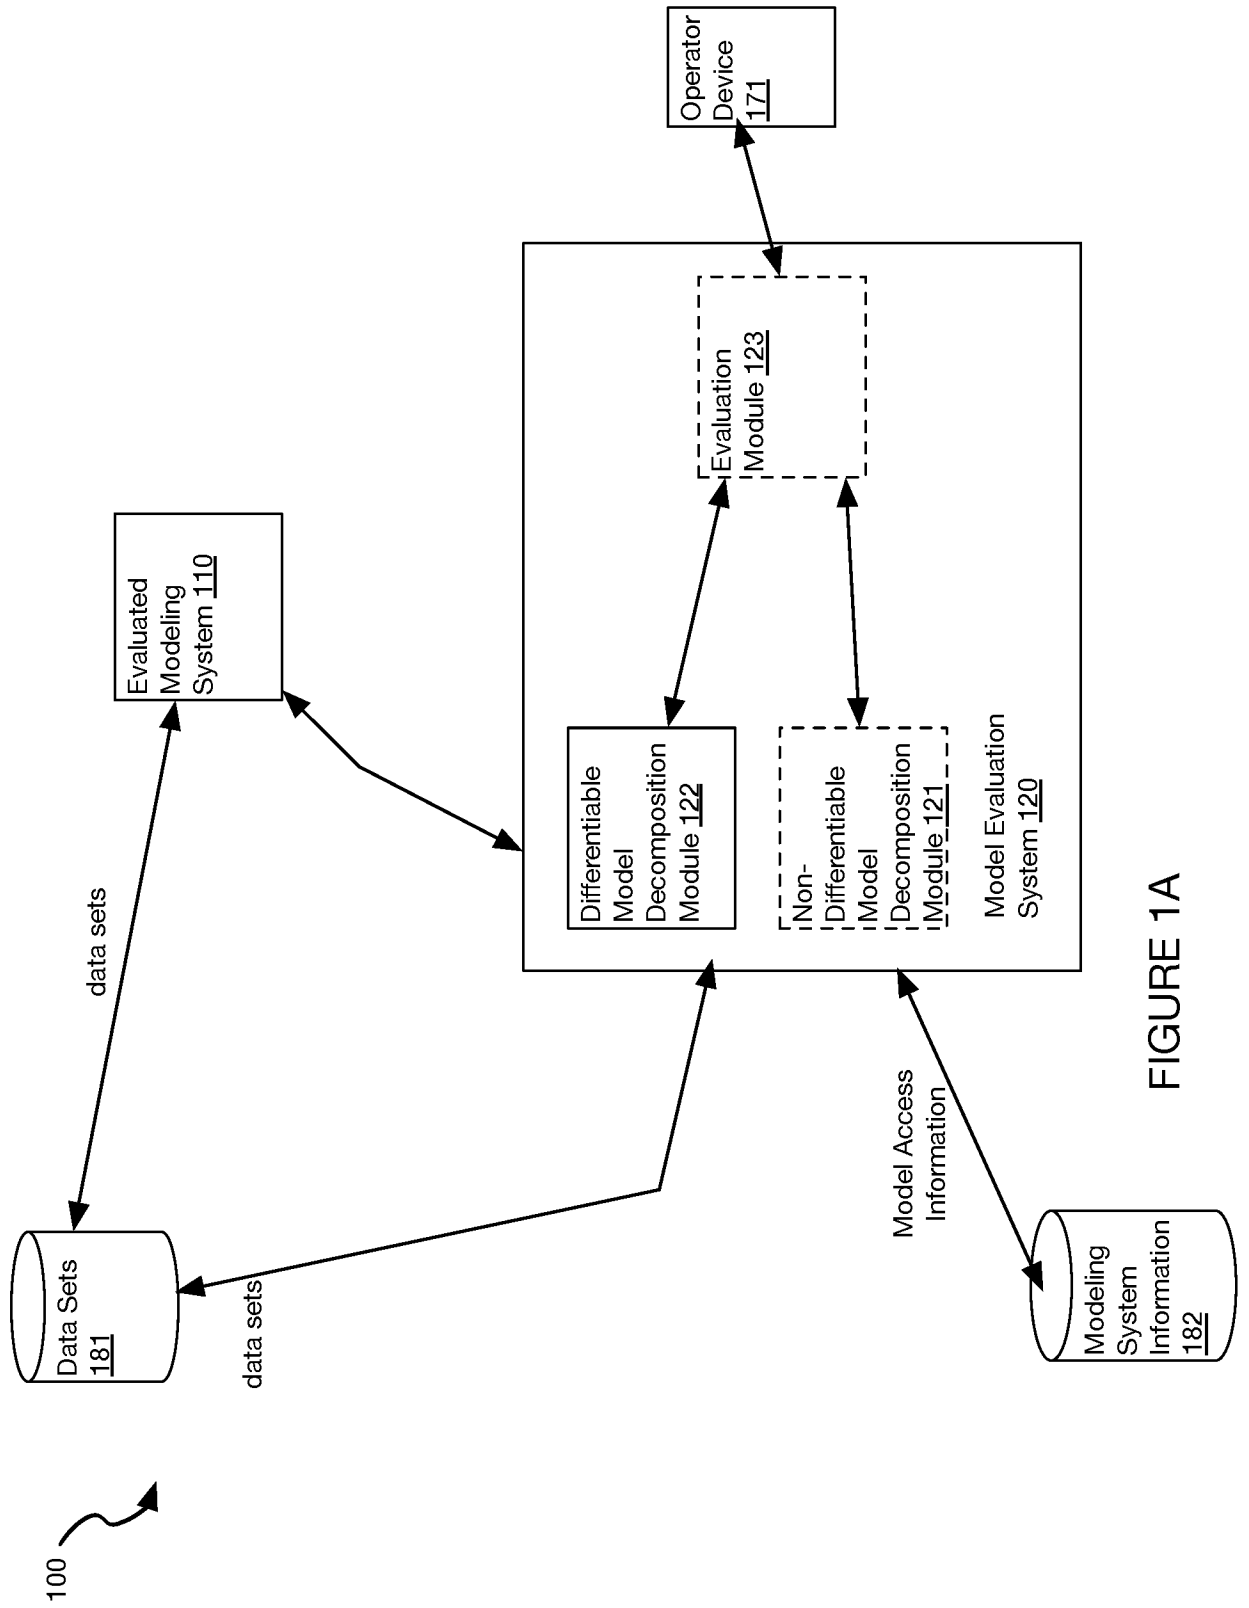 100
Data Sets
181
data sets
data sets
Evaluated
Modeling
System 110
Differentiable
Model
Decomposition
Module 122
Evaluation
Module 123
Operator
Device
171
Non-
Differentiable
Model
Decomposition
Module 121
Model Evaluation
System 120
Model Access
Information
Modeling
System
Information
182
FIGURE 1A